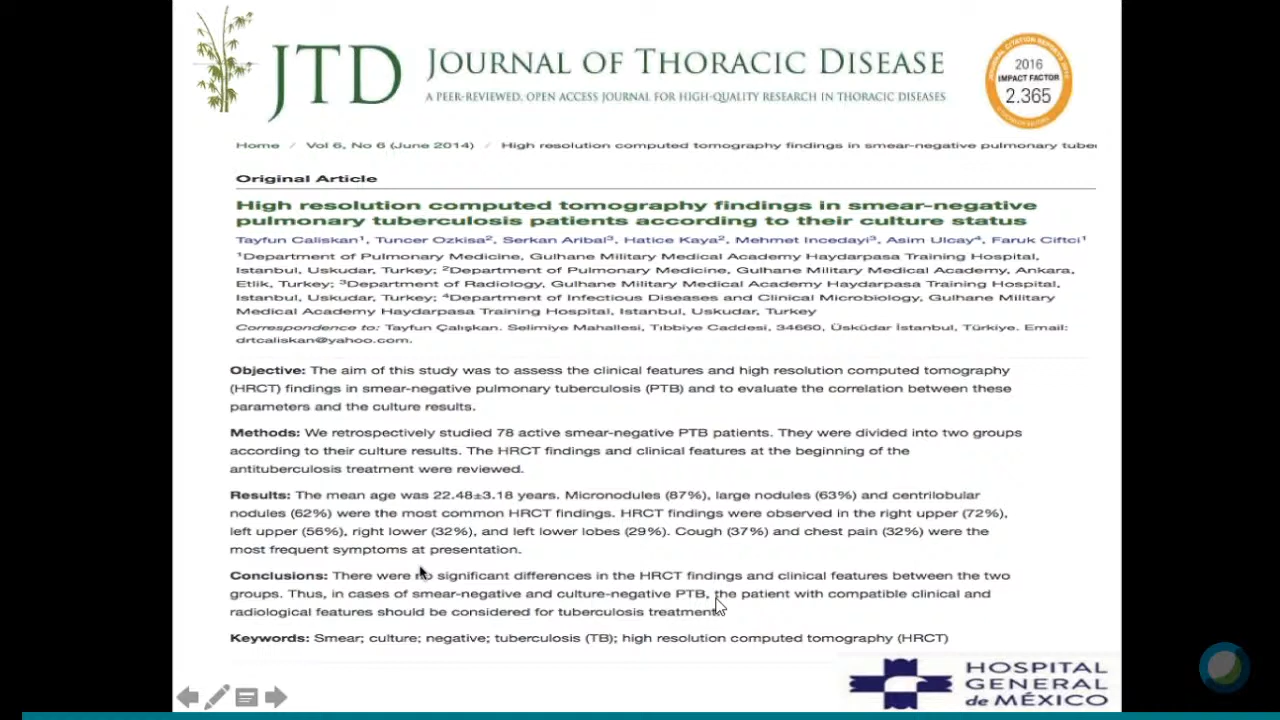 JTD JOURNAL OF THORACIC DISEASE
A PEER-REVIEWED, OPEN ACCESS JOURNAL FOR HIGH-QUALITY RESEARCH IN THORACIC DISEASES
2016
IMPACT FACTOR
2.365
Home / Vol 6, No 6 (June 2014) / High resolution computed tomography findings in smear-negative pulmonary tube
Original Article
High resolution computed tomography findings in smear-negative
pulmonary tuberculosis patients according to their culture status
Tayfun Caliskan1, Tuncer Ozkisa2, Serkan Aribal3, Hatice Kaya2, Mehmet Incedayi3, Asim Ulcay4, Faruk Ciftci1
1Department of Pulmonary Medicine, Gulhane Military Medical Academy Haydarpasa Training Hospital,
Istanbul, Uskudar, Turkey; 2Department of Pulmonary Medicine, Gulhane Military Medical Academy, Ankara,
Etlik, Turkey; 3Department of Radiology, Gulhane Military Medical Academy Haydarpasa Training Hospital,
Istanbul, Uskudar, Turkey; 4Department of Infectious Diseases and Clinical Microbiology, Gulhane Military
Medical Academy Haydarpasa Training Hospital, Istanbul, Uskudar, Turkey
Correspondence to: Tayfun Çalışkan. Selimiye Mahallesi, Tıbbiye Caddesi, 34660, Üsküdar İstanbul, Türkiye. Email:
drtcaliskan@yahoo.com.
Objective: The aim of this study was to assess the clinical features and high resolution computed tomography
(HRCT) findings in smear-negative pulmonary tuberculosis (PTB) and to evaluate the correlation between these
parameters and the culture results.
Methods: We retrospectively studied 78 active smear-negative PTB patients. They were divided into two groups
according to their culture results. The HRCT findings and clinical features at the beginning of the
antituberculosis treatment were reviewed.
Results: The mean age was 22.48±3.18 years. Micronodules (87%), large nodules (63%) and centrilobular
nodules (62%) were the most common HRCT findings. HRCT findings were observed in the right upper (72%),
left upper (56%), right lower (32%), and left lower lobes (29%). Cough (37%) and chest pain (32%) were the
most frequent symptoms at presentation.
Conclusions: There were no significant differences in the HRCT findings and clinical features between the two
groups. Thus, in cases of smear-negative and culture-negative PTB, the patient with compatible clinical and
radiological features should be considered for tuberculosis treatment.
Keywords: Smear; culture; negative; tuberculosis (TB); high resolution computed tomography (HRCT)
HOSPITAL
GENERAL
de MÉXICO